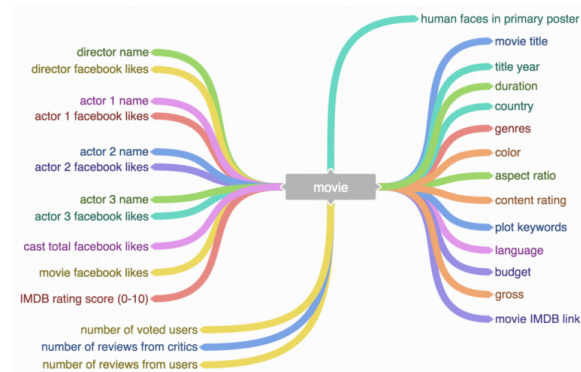 human faces in primary poster
director name
director facebook likes
actor 1 name
actor 1 facebook likes
actor 2 name
actor 2 facebook likes
actor 3 name
actor 3 facebook likes
cast total facebook likes
movie facebook likes
IMDB rating score (0-10)
number of voted users
number of reviews from critics
number of reviews from users
movie
movie title
title year
duration
country
genres
color
aspect ratio
content rating
plot keywords
language
budget
gross
movie IMDB link